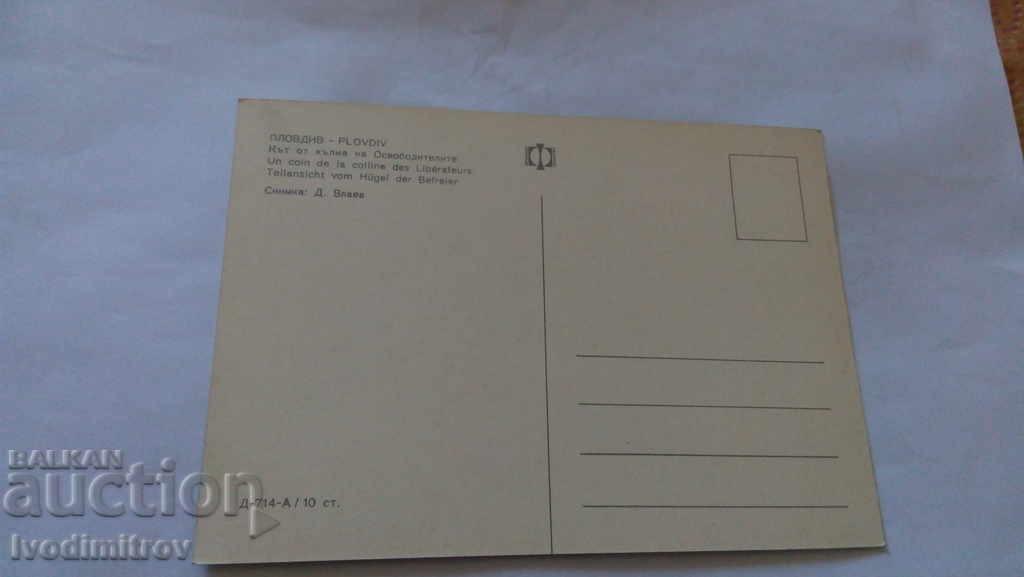 ПЛОВДИВ - PLOVDIV
Кът от хълма на Освободителите
Un coin de la colline des Libérateurs
Teilansicht vom Hügel der Befreier
Снимка: Д. Влаев
Д-714-А / 10 ст.
BALKAN
auction
Ivodimitrov